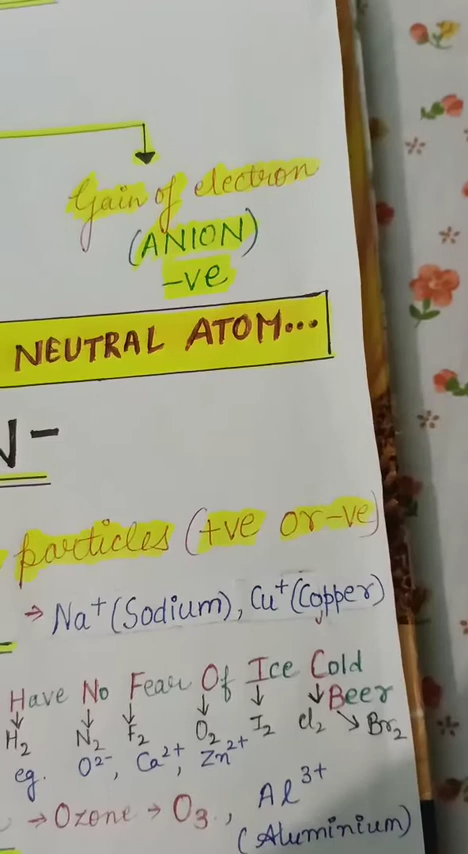 Gain of electron
(ANION)
-ve
NEUTRAL ATOM...
N -
particles (+ve or -ve)
→ Na⁺ (Sodium), Cu⁺ (Copper)
Have No Fear Of Ice Cold
Beer
H₂ N₂ F₂ O₂ I₂ Cl₂ Br₂
eg. O²⁻, Ca²⁺, Zn²⁺
→ Ozone → O₃, Al³⁺
(Aluminium)